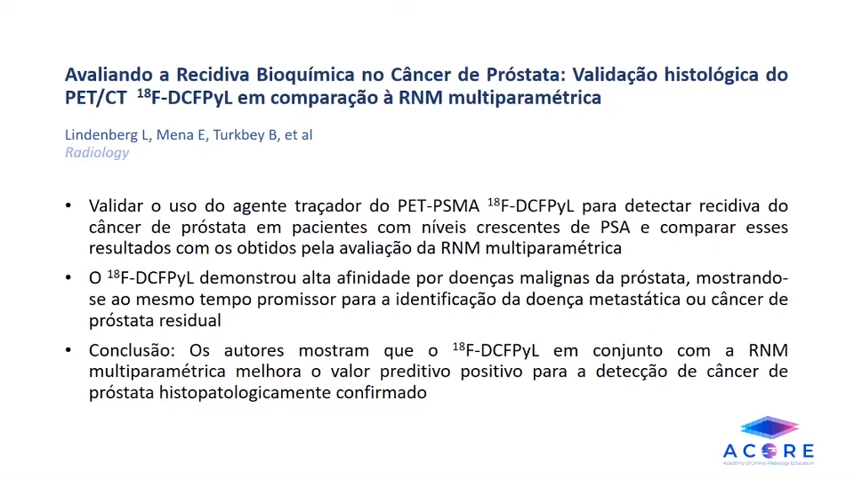 Avaliando a Recidiva Bioquímica no Câncer de Próstata: Validação histológica do
PET/CT ¹⁸F-DCFPyL em comparação à RNM multiparamétrica
Lindenberg L, Mena E, Turkbey B, et al
Radiology
• Validar o uso do agente traçador do PET-PSMA ¹⁸F-DCFPyL para detectar recidiva do
câncer de próstata em pacientes com níveis crescentes de PSA e comparar esses
resultados com os obtidos pela avaliação da RNM multiparamétrica
• O ¹⁸F-DCFPyL demonstrou alta afinidade por doenças malignas da próstata, mostrando-
se ao mesmo tempo promissor para a identificação da doença metastática ou câncer de
próstata residual
• Conclusão: Os autores mostram que o ¹⁸F-DCFPyL em conjunto com a RNM
multiparamétrica melhora o valor preditivo positivo para a detecção de câncer de
próstata histopatologicamente confirmado
ACORE
Academy of Online Radiology Education